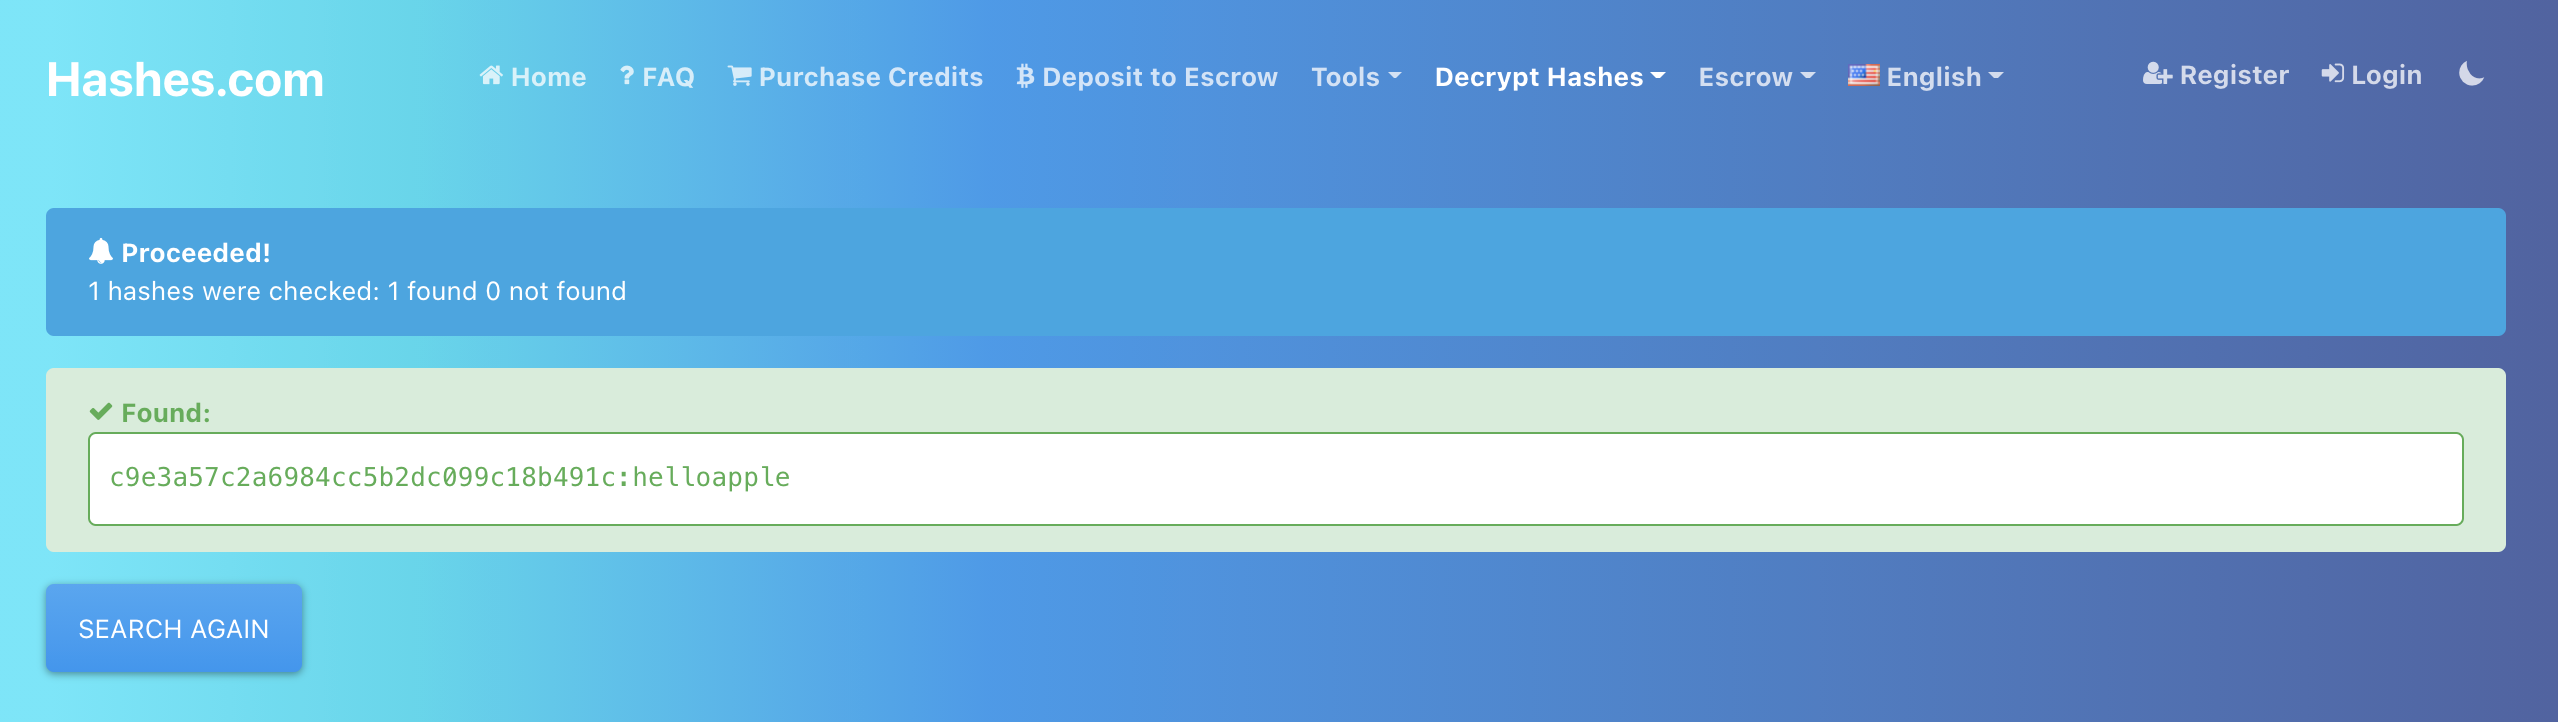 Hashes.com
Home ? FAQ Purchase Credits Deposit to Escrow Tools Decrypt Hashes Escrow English Register Login
Proceeded!
1 hashes were checked: 1 found 0 not found
Found:
c9e3a57c2a6984cc5b2dc099c18b491c:helloapple
SEARCH AGAIN